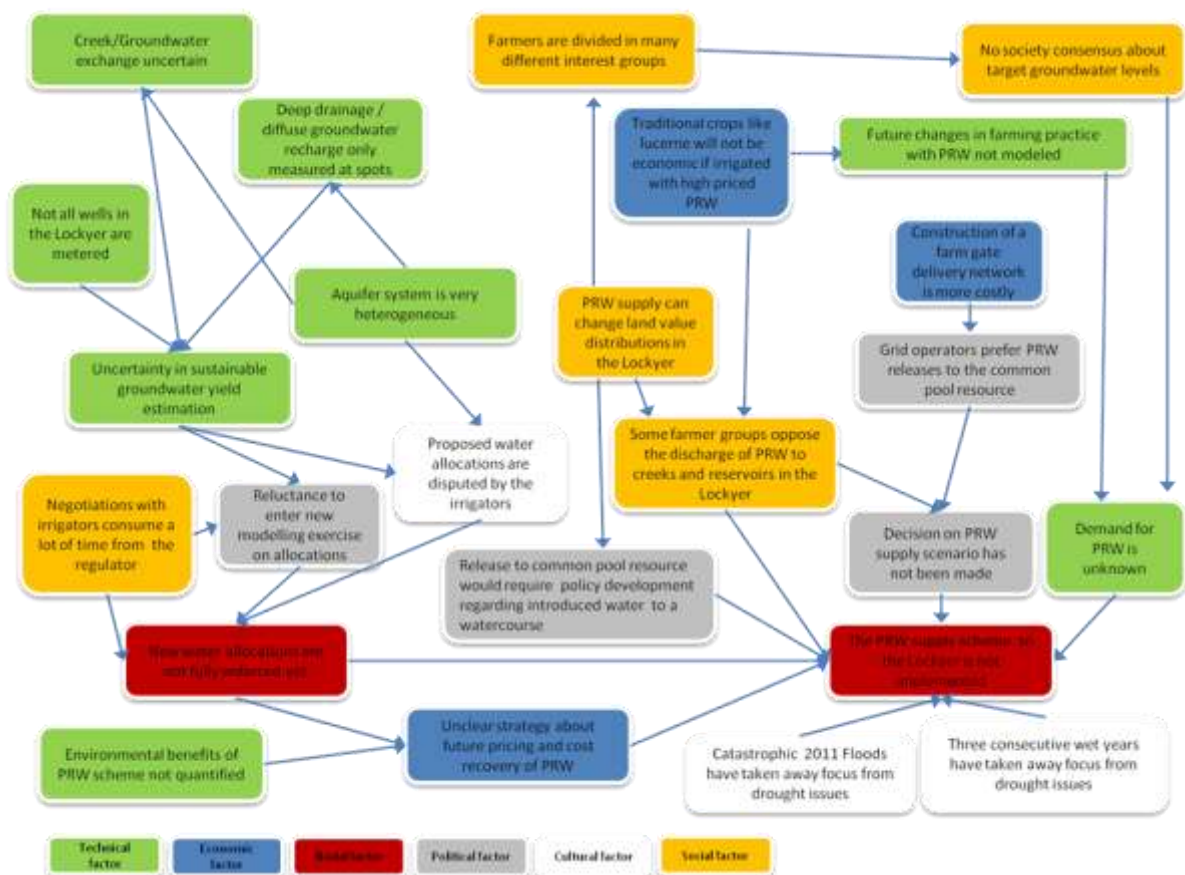 Creek/Groundwater
exchange uncertain
Farmers are divided in many
different interest groups
No society consensus about
target groundwater levels
Deep drainage /
diffuse groundwater
recharge only
measured at spots
Traditional crops like
lucerne will not be
economic if irrigated
with high priced
PRW
Future changes in farming practice
with PRW not modeled
Not all wells in
the Lockyer are
metered
Construction of a
farm gate
delivery network
is more costly
Aquifer system is very
heterogeneous
PRW supply can
change land value
distributions in
the Lockyer
Grid operators prefer PRW
releases to the common
pool resource
Uncertainty in sustainable
groundwater yield
estimation
Proposed water
allocations are
disputed by the
irrigators
Some farmer groups oppose
the discharge of PRW to
creeks and reservoirs in the
Lockyer
Negotiations with
irrigators consume a
lot of time from the
regulator
Reluctance to
enter new
modelling exercise
on allocations
Decision on PRW
supply scenario has
not been made
Demand for
PRW is
unknown
Release to common pool resource
would require policy development
regarding introduced water to a
watercourse
New water allocations are
not fully enforced yet
The PRW supply scheme to
the Lockyer is not
implemented
Environmental benefits of
PRW scheme not quantified
Unclear strategy about
future pricing and cost
recovery of PRW
Catastrophic 2011 Floods
have taken away focus from
drought issues
Three consecutive wet years
have taken away focus from
drought issues
Technical
factor
Economic
factor
factor
Political factor
Cultural factor
Social factor